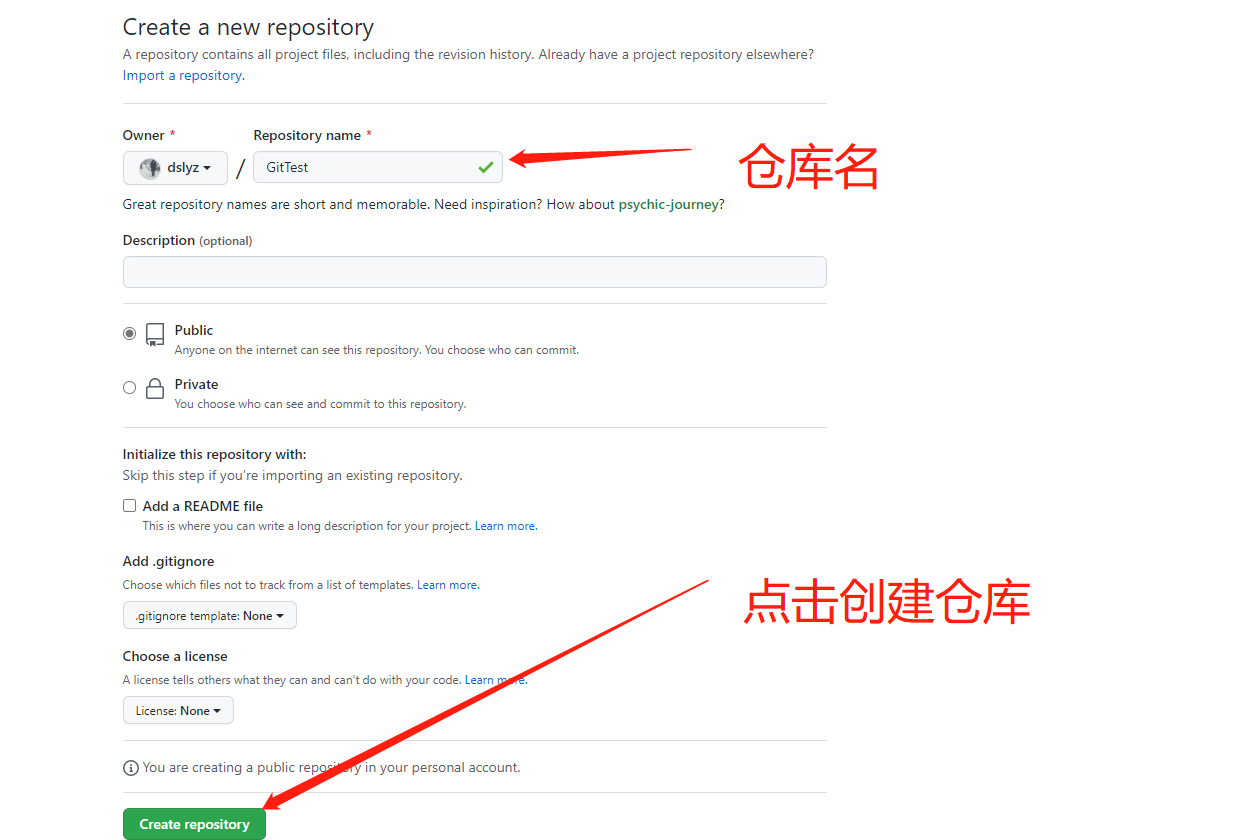 Create a new repository
A repository contains all project files, including the revision history. Already have a project repository elsewhere?
Import a repository.
Owner * Repository name *
dslyz / GitTest
仓库名
Great repository names are short and memorable. Need inspiration? How about psychic-journey?
Description (optional)
Public
Anyone on the internet can see this repository. You choose who can commit.
Private
You choose who can see and commit to this repository.
Initialize this repository with:
Skip this step if you're importing an existing repository.
Add a README file
This is where you can write a long description for your project. Learn more.
Add .gitignore
Choose which files not to track from a list of templates. Learn more.
点击创建仓库
.gitignore template: None
Choose a license
A license tells others what they can and can't do with your code. Learn more.
License: None
You are creating a public repository in your personal account.
Create repository